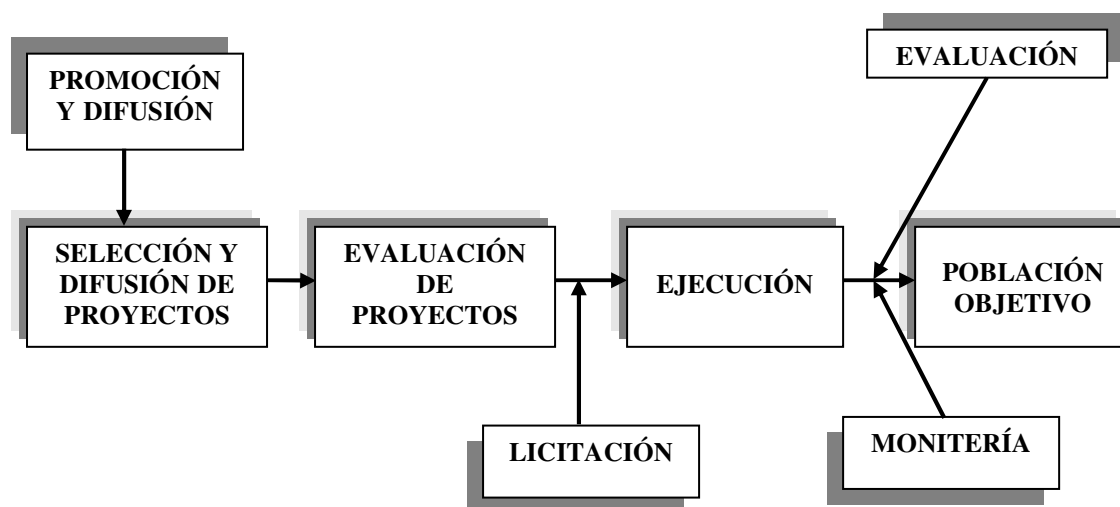 PROMOCIÓN
Y DIFUSIÓN
EVALUACIÓN
SELECCIÓN Y
DIFUSIÓN DE
PROYECTOS
EVALUACIÓN
DE
PROYECTOS
EJECUCIÓN
POBLACIÓN
OBJETIVO
LICITACIÓN
MONITERÍA